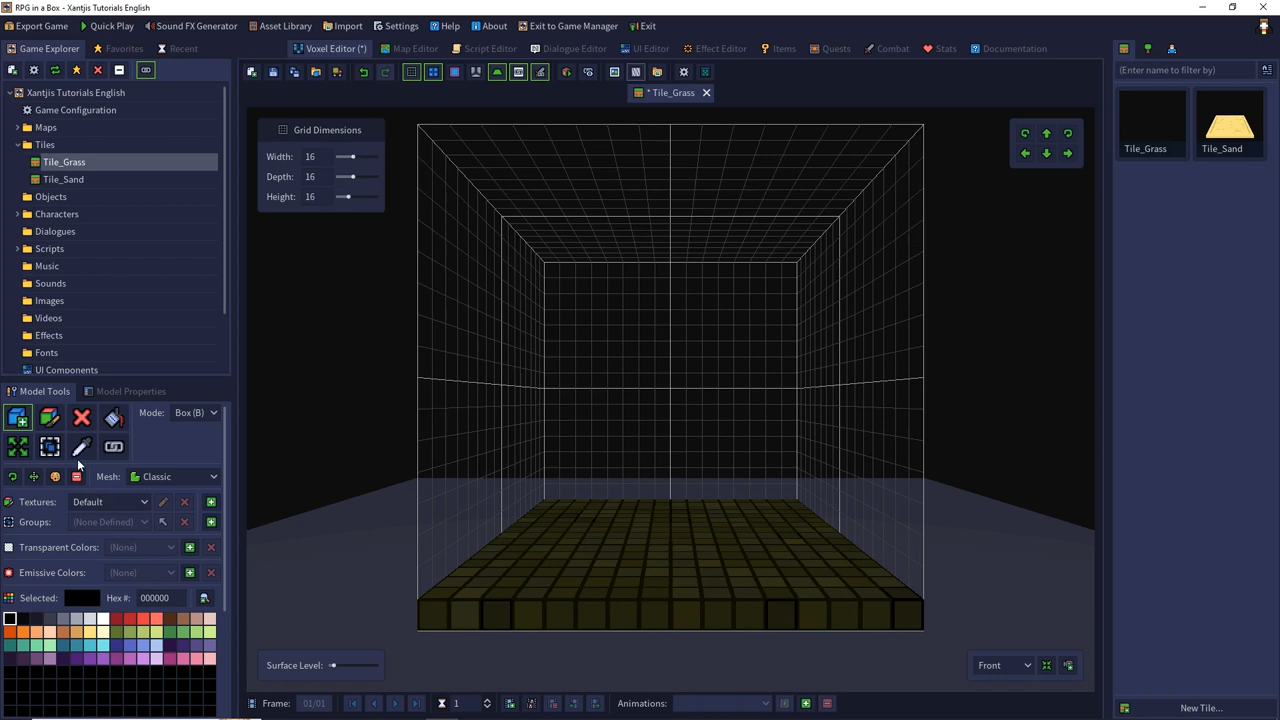 RPG in a Box — Xantjis Tutorials English
Export Game Quick Play Sound FX Generator Asset Library Import Settings Help About Exit to Game Manager Exit
Game Explorer Favorites Recent Voxel Editor (*) Map Editor Script Editor Dialogue Editor UI Editor Effect Editor Items Quests Combat Stats Documentation
(Enter name to filter by)
Xantjis Tutorials English
* Tile_Grass
Game Configuration
Maps
Tiles
Tile_Grass
Tile_Sand
Objects
Characters
Dialogues
Scripts
Music
Sounds
Images
Videos
Effects
Fonts
UI Components
Grid Dimensions
Width: 16
Depth: 16
Height: 16
Tile_Grass Tile_Sand
Model Tools Model Properties
Mode: Box (B)
Mesh: Classic
Textures: Default
Groups: (None Defined)
Transparent Colors: (None)
Emissive Colors: (None)
Selected: Hex #: 000000
Surface Level:
Front
Frame: 01/01 1 Animations:
New Tile...